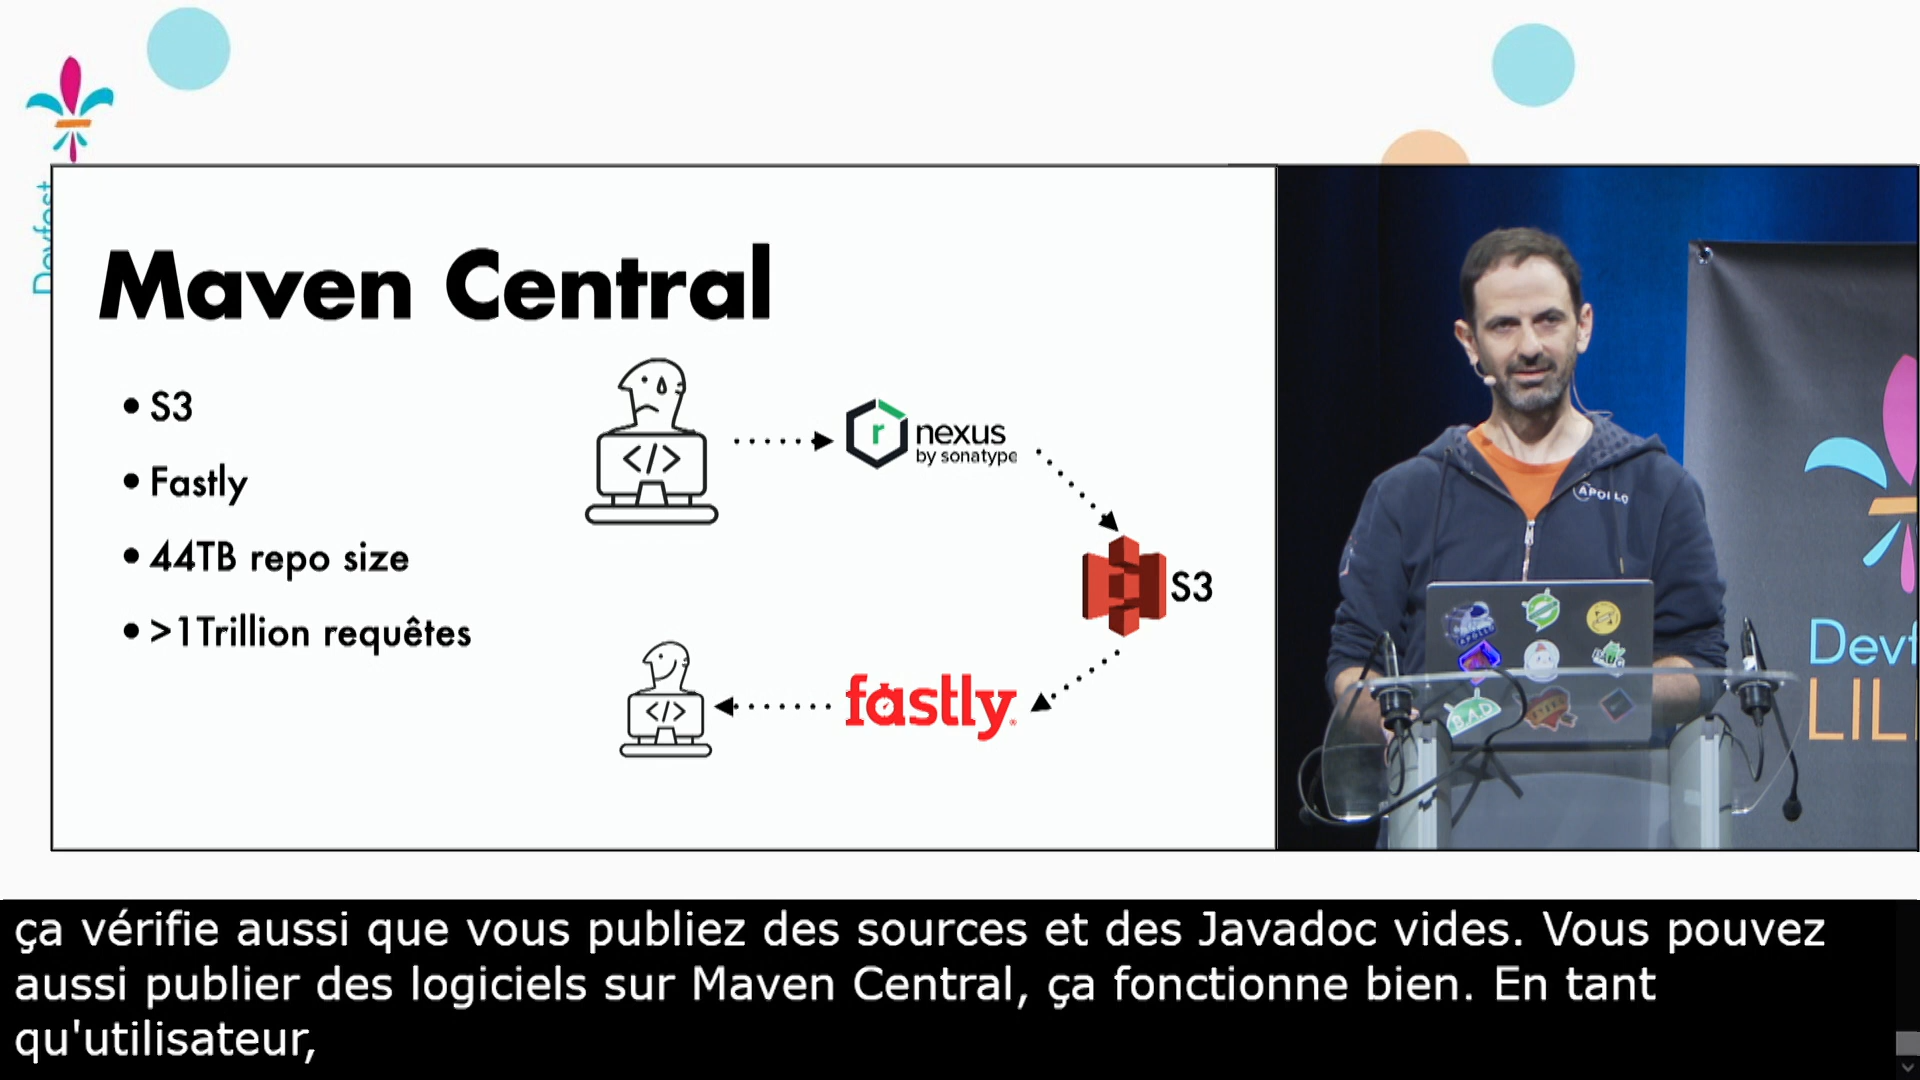 Devfest
Maven Central
• S3
• Fastly
• 44TB repo size
• >1Trillion requêtes
</>
r nexus
by sonatype
S3
fastly
</>
APOLLO
APOLLO
B.A.D
Devf
LIL
ça vérifie aussi que vous publiez des sources et des Javadoc vides. Vous pouvez
aussi publier des logiciels sur Maven Central, ça fonctionne bien. En tant
qu'utilisateur,